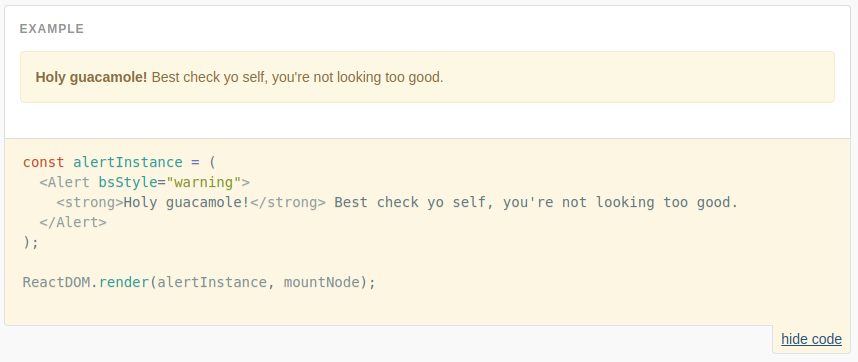 EXAMPLE
Holy guacamole! Best check yo self, you're not looking too good.
const alertInstance = (
  <Alert bsStyle="warning">
    <strong>Holy guacamole!</strong> Best check yo self, you're not looking too good.
  </Alert>
);

ReactDOM.render(alertInstance, mountNode);
hide code